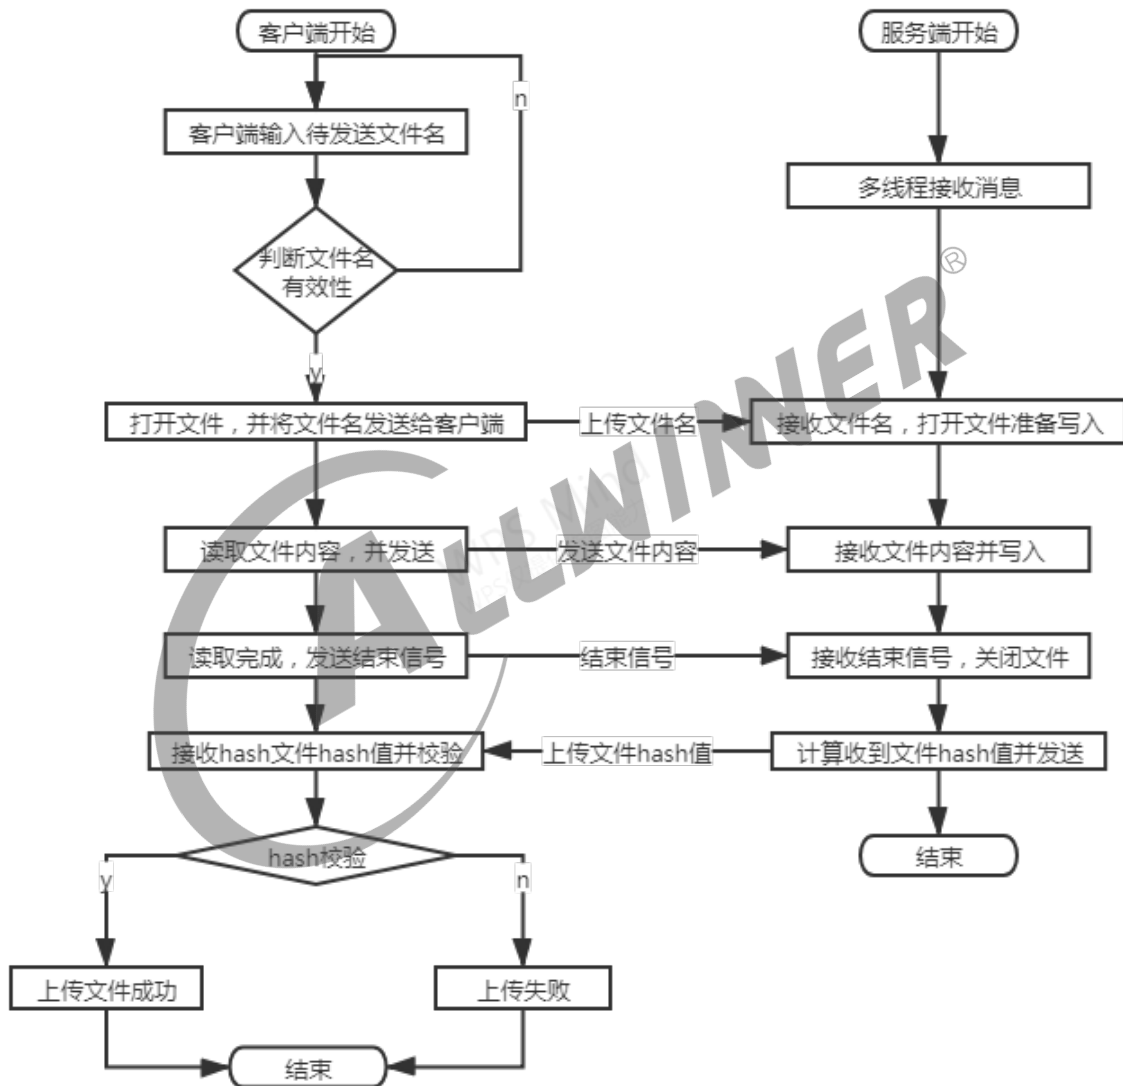 客户端开始
服务端开始
n
客户端输入待发送文件名
多线程接收消息
判断文件名
有效性
y
打开文件，并将文件名发送给客户端
上传文件名
接收文件名，打开文件准备写入
读取文件内容，并发送
发送文件内容
接收文件内容并写入
读取完成，发送结束信号
结束信号
接收结束信号，关闭文件
接收hash文件hash值并校验
上传文件hash值
计算收到文件hash值并发送
hash校验
结束
y
n
上传文件成功
上传失败
结束
ALLWINNER®
WPS Mind